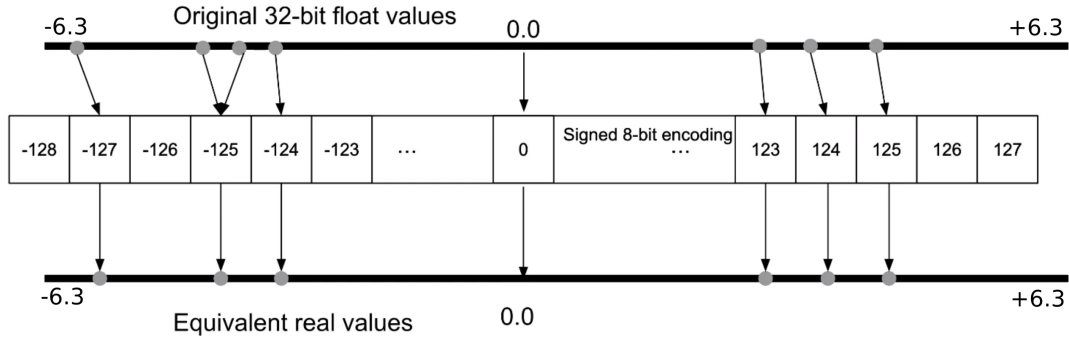 Original 32-bit float values
-6.3 0.0 +6.3
Signed 8-bit encoding
-128 -127 -126 -125 -124 -123 ... 0 ... 123 124 125 126 127
-6.3 0.0 +6.3
Equivalent real values